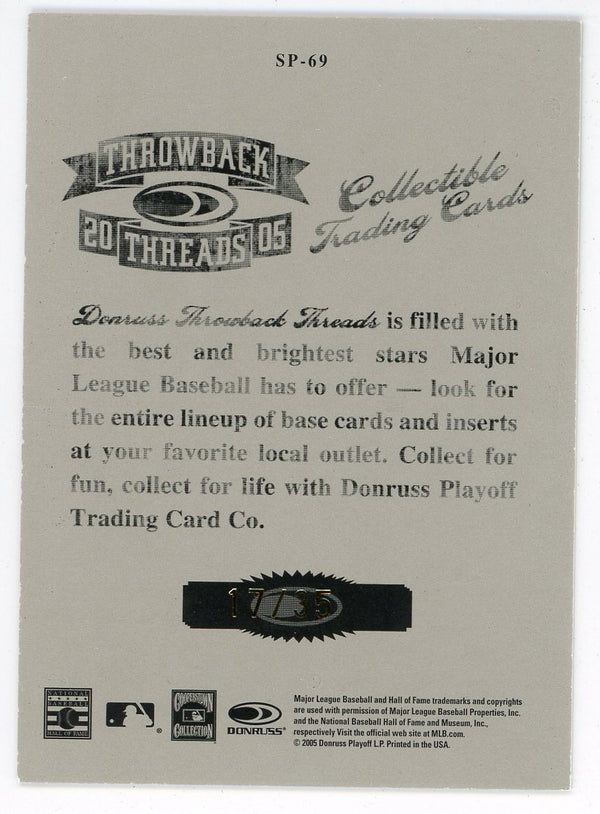 SP-69
THROWBACK
2005
THREADS
Collectible
Trading Cards
Donruss Throwback Threads is filled with
the best and brightest stars Major
League Baseball has to offer — look for
the entire lineup of base cards and inserts
at your favorite local outlet. Collect for
fun, collect for life with Donruss Playoff
Trading Card Co.
17/35
NATIONAL
BASEBALL
HALL OF FAME
®
COOPERSTOWN
COLLECTION
DONRUSS®
Major League Baseball and Hall of Fame trademarks and copyrights
are used with permission of Major League Baseball Properties, Inc.
and the National Baseball Hall of Fame and Museum, Inc.,
respectively Visit the official web site at MLB.com.
© 2005 Donruss Playoff L.P. Printed in the USA.